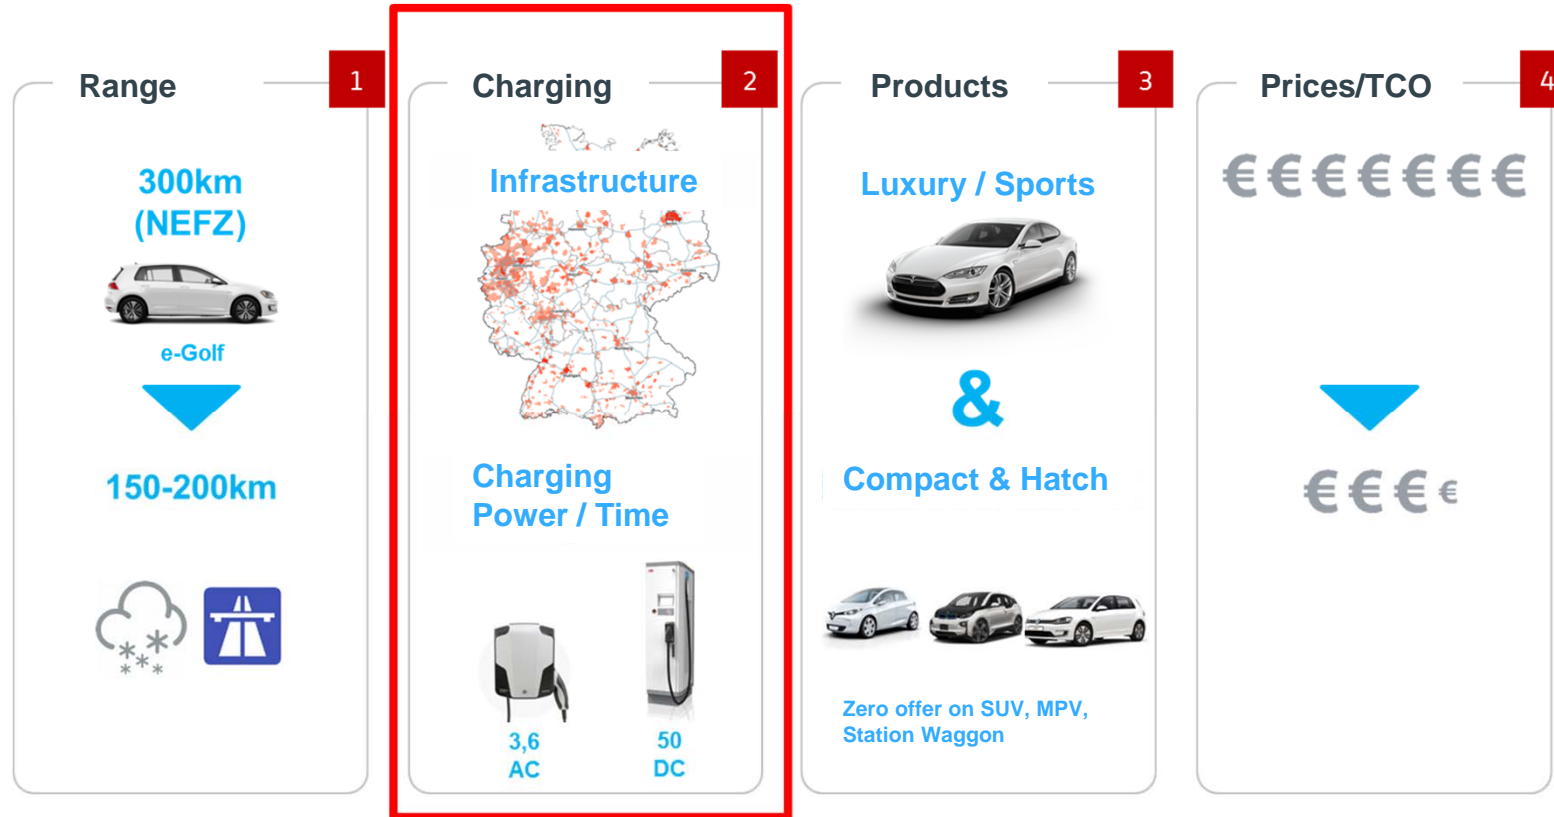 Range
1
300km
(NEFZ)
e-Golf
150-200km
Charging
2
Infrastructure
Charging
Power / Time
3,6
AC
50
DC
Products
3
Luxury / Sports
&
Compact & Hatch
Zero offer on SUV, MPV,
Station Waggon
Prices/TCO
4
€€€€€€€
€€€€